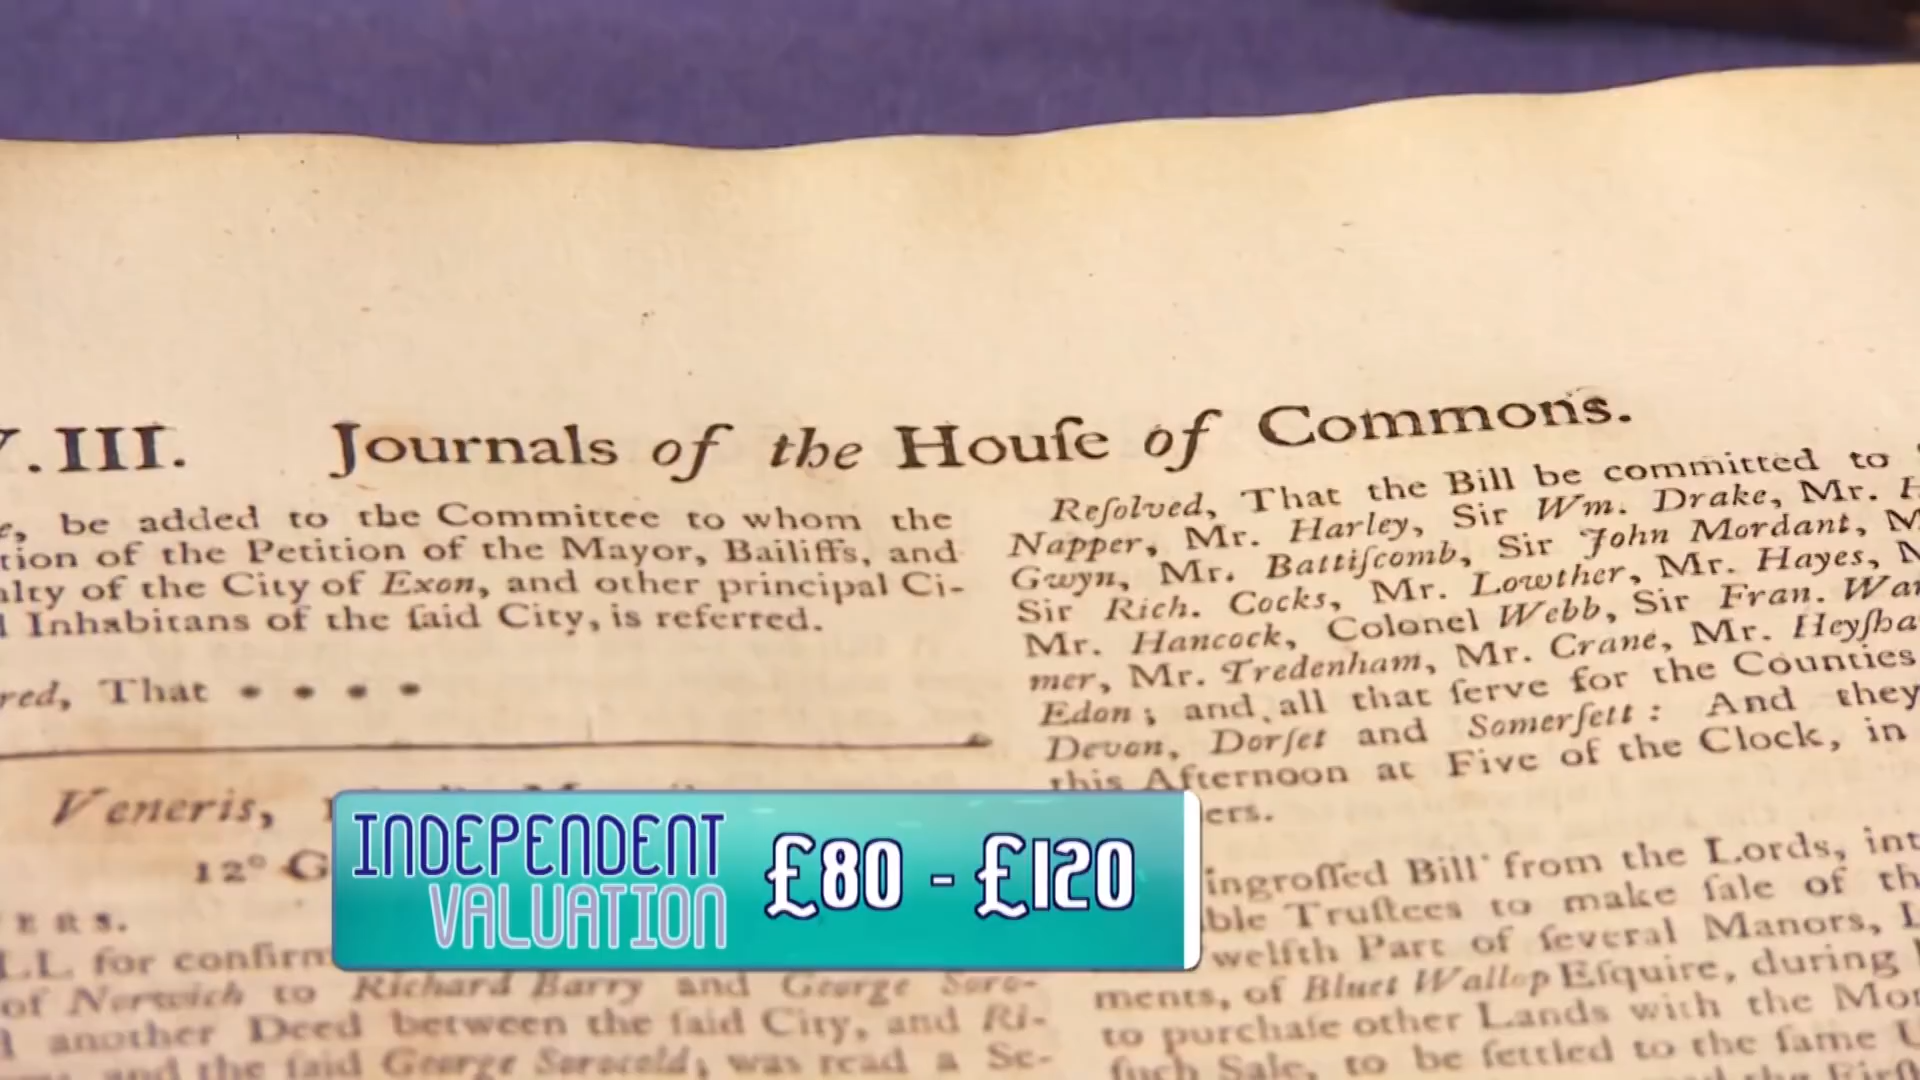 V.III. Journals of the Houſe of Commons.
be added to the Committee to whom the
tion of the Petition of the Mayor, Bailiffs, and
alty of the City of Exon, and other principal Ci-
Inhabitans of the ſaid City, is referred.
red, That • • • •
Veneris,
12° G
ERS.
LL for confirm
of Norwich to Richard Barry and George Soro-
another Deed between the ſaid City, and Ri-
and the ſaid George Sorocold; was read a Se-
Reſolved, That the Bill be committed to
Napper, Mr. Harley, Sir Wm. Drake, Mr. H
Gwyn, Mr. Battiſcomb, Sir John Mordant, M
Sir Rich. Cocks, Mr. Lowther, Mr. Hayes, M
Mr. Hancock, Colonel Webb, Sir Fran. War
mer, Mr. Tredenham, Mr. Crane, Mr. Heyſha
Edon; and all that ſerve for the Counties
Devon, Dorſet and Somerſett: And they
this Afternoon at Five of the Clock, in
ers.
ingroſſed Bill from the Lords, int
ble Truſtees to make ſale of th
welfth Part of ſeveral Manors, L
ments, of Bluet Wallop Eſquire, during
to purchaſe other Lands with the Mon
ſuch Sale, to be ſettled to the ſame U
INDEPENDENT
VALUATION
£80 - £120